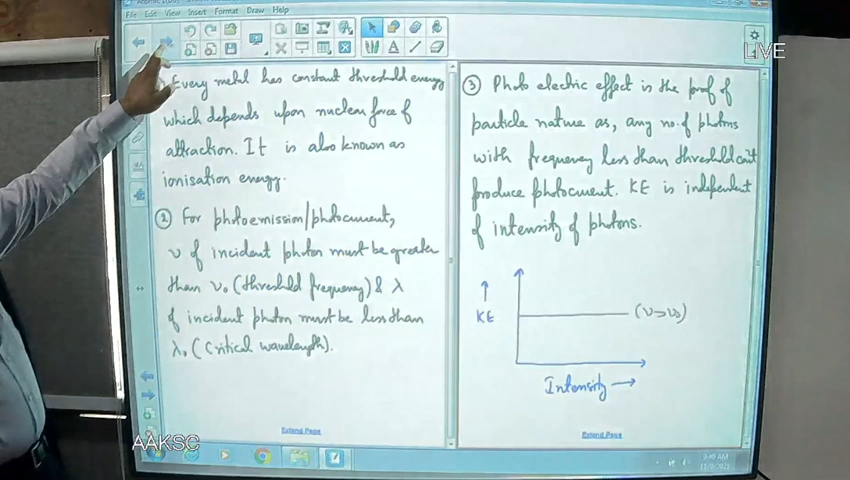 File Edit View Insert Format Draw Help
LIVE
Every metal has constant threshold energy
which depends upon nuclear force of
attraction. It is also known as
ionisation energy.
② For photoemission/photocurrent,
ν of incident photon must be greater
than ν₀ (threshold frequency) & λ
of incident photon must be less than
λ₀ (Critical wavelength).
Extend Page
③ Photo electric effect is the proof of
particle nature as, any no. of photons
with frequency less than threshold can't
produce photocurrent. KE is independent
of intensity of photons.
KE
(ν>ν₀)
Intensity →
Extend Page
AAKSC
9:49 AM